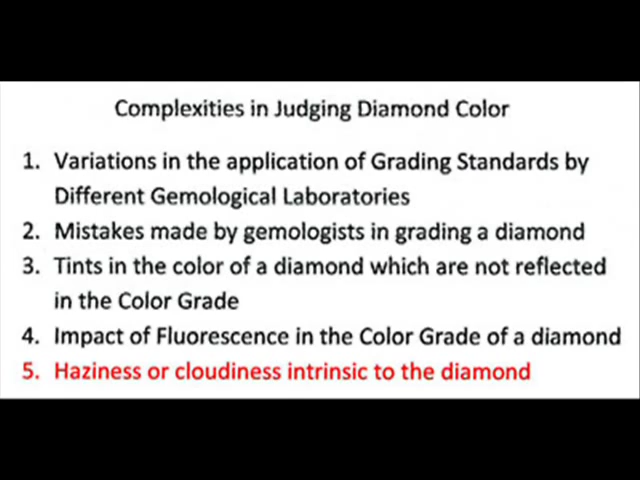 Complexities in Judging Diamond Color
1. Variations in the application of Grading Standards by
Different Gemological Laboratories
2. Mistakes made by gemologists in grading a diamond
3. Tints in the color of a diamond which are not reflected
in the Color Grade
4. Impact of Fluorescence in the Color Grade of a diamond
5. Haziness or cloudiness intrinsic to the diamond